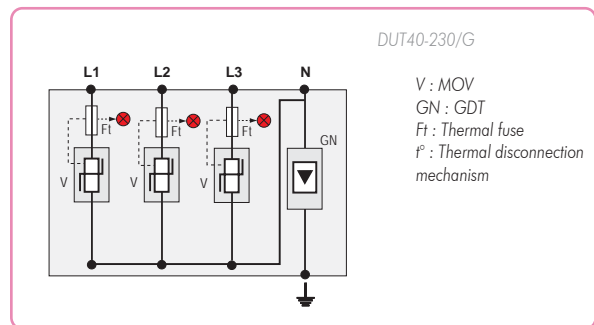 DUT40-230/G
L1 L2 L3 N
V : MOV
GN : GDT
Ft : Thermal fuse
t° : Thermal disconnection
mechanism
Ft Ft Ft
GN
V V V